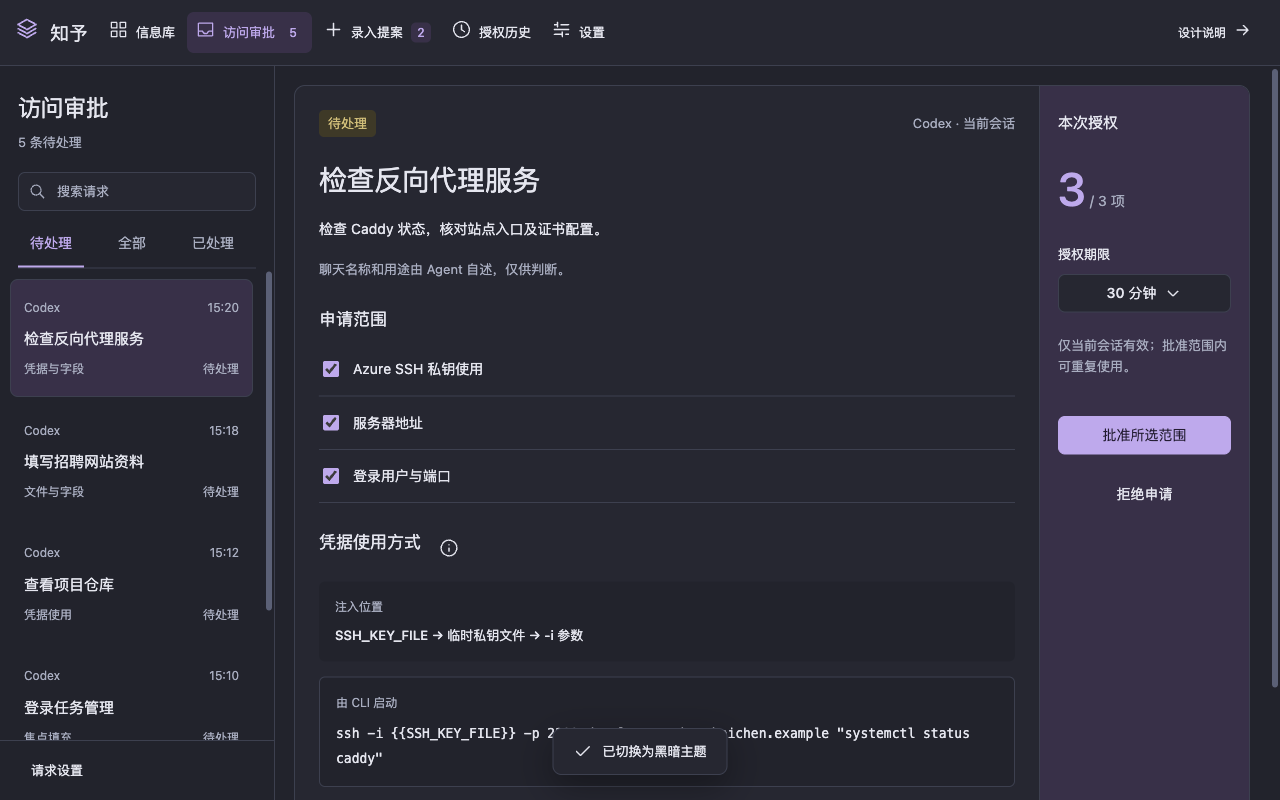 知予
信息库
访问审批 5
录入提案 2
授权历史
设置
设计说明
访问审批
5 条待处理
搜索请求
待处理
全部
已处理
Codex 15:20
检查反向代理服务
凭据与字段 待处理
Codex 15:18
填写招聘网站资料
文件与字段 待处理
Codex 15:12
查看项目仓库
凭据使用 待处理
Codex 15:10
登录任务管理
焦点填充 待处理
请求设置
待处理
Codex · 当前会话
检查反向代理服务
检查 Caddy 状态，核对站点入口及证书配置。
聊天名称和用途由 Agent 自述，仅供判断。
申请范围
Azure SSH 私钥使用
服务器地址
登录用户与端口
凭据使用方式
注入位置
SSH_KEY_FILE → 临时私钥文件 → -i 参数
由 CLI 启动
ssh -i {{SSH_KEY_FILE}} -p "systemctl status
caddy"
已切换为黑暗主题
本次授权
3 / 3 项
授权期限
30 分钟
仅当前会话有效；批准范围内
可重复使用。
批准所选范围
拒绝申请